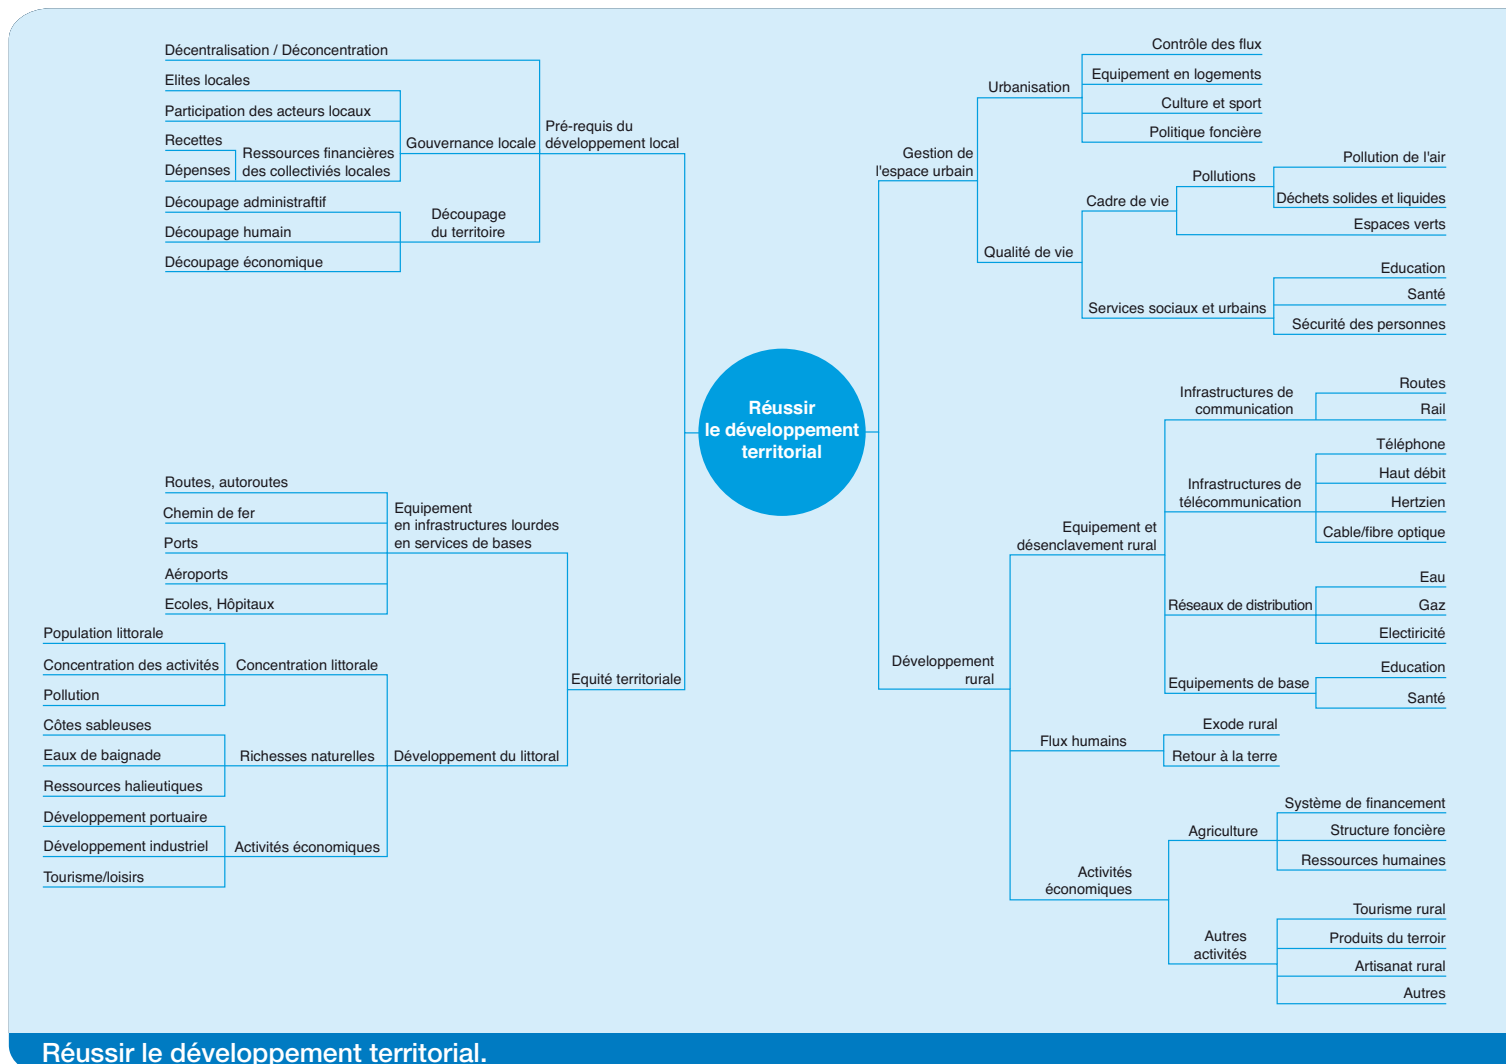 Décentralisation / Déconcentration
Elites locales
Participation des acteurs locaux
Recettes
Dépenses
Ressources financières
des collectiviés locales
Gouvernance locale
Pré-requis du
développement local
Découpage administraftif
Découpage humain
Découpage économique
Découpage
du territoire
Routes, autoroutes
Chemin de fer
Ports
Aéroports
Ecoles, Hôpitaux
Equipement
en infrastructures lourdes
en services de bases
Population littorale
Concentration des activités
Pollution
Concentration littorale
Côtes sableuses
Eaux de baignade
Ressources halieutiques
Richesses naturelles
Développement portuaire
Développement industriel
Tourisme/loisirs
Activités économiques
Développement du littoral
Equité territoriale
Réussir
le développement
territorial
Gestion de
l'espace urbain
Urbanisation
Contrôle des flux
Equipement en logements
Culture et sport
Politique foncière
Qualité de vie
Cadre de vie
Pollutions
Pollution de l'air
Déchets solides et liquides
Espaces verts
Services sociaux et urbains
Education
Santé
Sécurité des personnes
Développement
rural
Equipement et
désenclavement rural
Infrastructures de
communication
Routes
Rail
Infrastructures de
télécommunication
Téléphone
Haut débit
Hertzien
Cable/fibre optique
Réseaux de distribution
Eau
Gaz
Electiricité
Equipements de base
Education
Santé
Flux humains
Exode rural
Retour à la terre
Activités
économiques
Agriculture
Système de financement
Structure foncière
Ressources humaines
Autres
activités
Tourisme rural
Produits du terroir
Artisanat rural
Autres
Réussir le développement territorial.